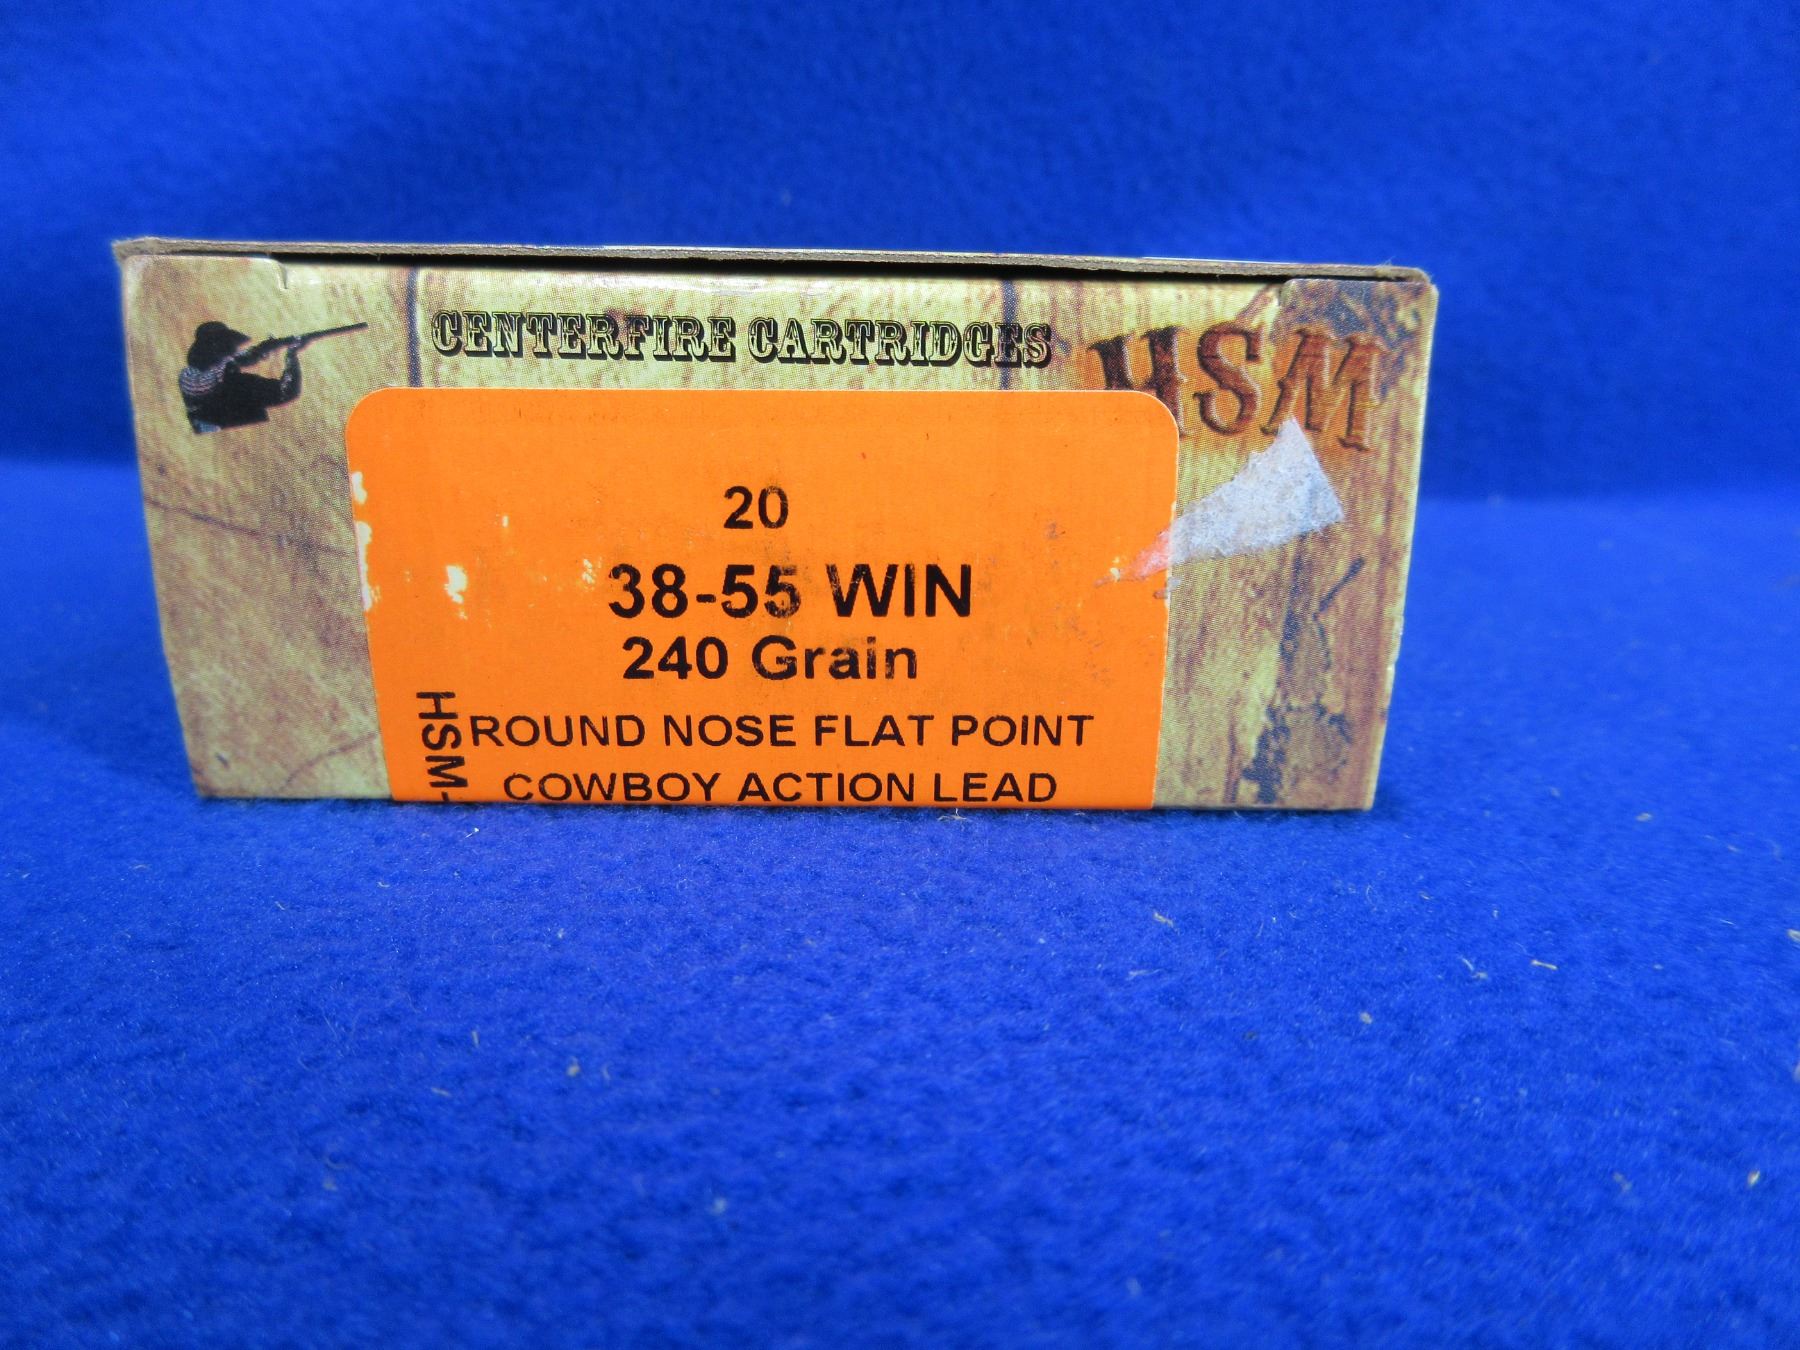 CENTERFIRE CARTRIDGES
HSM
20
38-55 WIN
240 Grain
ROUND NOSE FLAT POINT
COWBOY ACTION LEAD
HSM-